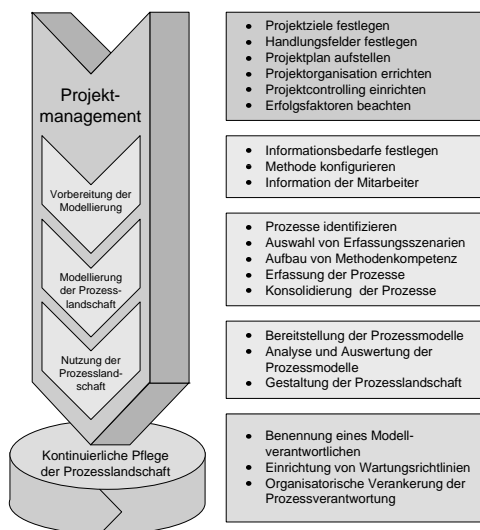 Projekt-
management
• Projektziele festlegen
• Handlungsfelder festlegen
• Projektplan aufstellen
• Projektorganisation errichten
• Projektcontrolling einrichten
• Erfolgsfaktoren beachten
Vorbereitung der
Modellierung
• Informationsbedarfe festlegen
• Methode konfigurieren
• Information der Mitarbeiter
Modellierung
der Prozess-
landschaft
• Prozesse identifizieren
• Auswahl von Erfassungsszenarien
• Aufbau von Methodenkompetenz
• Erfassung der Prozesse
• Konsolidierung der Prozesse
Nutzung der
Prozessland-
schaft
• Bereitstellung der Prozessmodelle
• Analyse und Auswertung der
Prozessmodelle
• Gestaltung der Prozesslandschaft
Kontinuierliche Pflege
der Prozesslandschaft
• Benennung eines Modell-
verantwortlichen
• Einrichtung von Wartungsrichtlinien
• Organisatorische Verankerung der
Prozessverantwortung